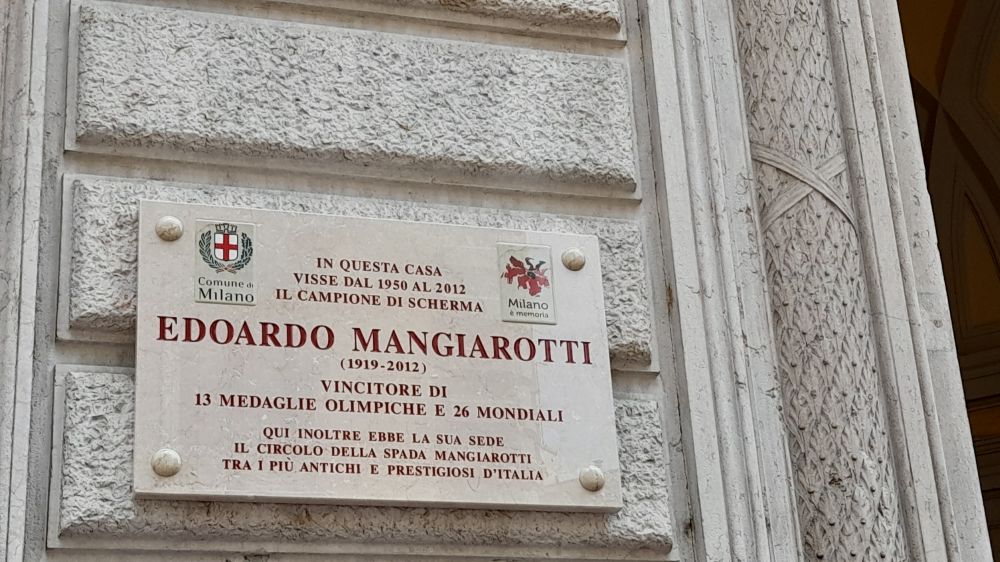 Comune di
Milano
Milano
è memoria
IN QUESTA CASA
VISSE DAL 1950 AL 2012
IL CAMPIONE DI SCHERMA
EDOARDO MANGIAROTTI
(1919-2012)
VINCITORE DI
13 MEDAGLIE OLIMPICHE E 26 MONDIALI
QUI INOLTRE EBBE LA SUA SEDE
IL CIRCOLO DELLA SPADA MANGIAROTTI
TRA I PIÙ ANTICHI E PRESTIGIOSI D'ITALIA